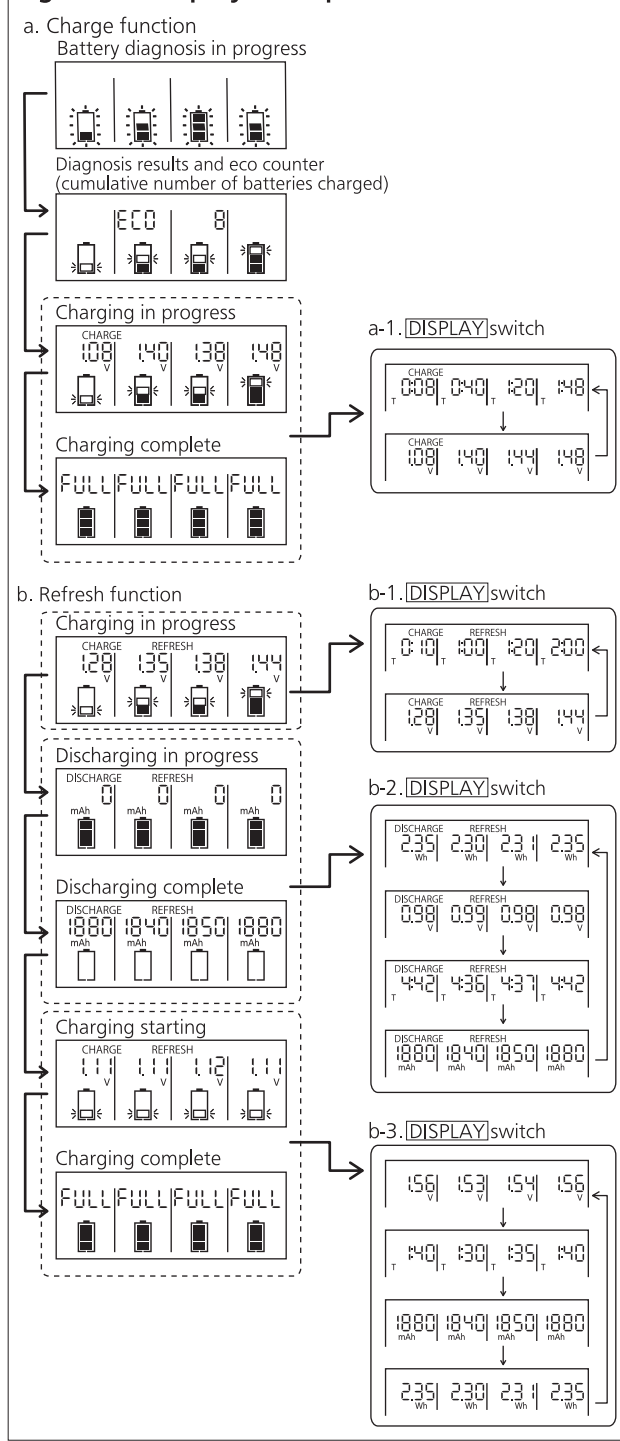 a. Charge function
Battery diagnosis in progress
Diagnosis results and eco counter
(cumulative number of batteries charged)
ECO 8
Charging in progress
CHARGE
1.08 V 1.40 V 1.38 V 1.48 V
Charging complete
FULL FULL FULL FULL
a-1. DISPLAY switch
CHARGE
T 0:08 T 0:40 T 1:20 T 1:48
CHARGE
1.08 V 1.40 V 1.44 V 1.48 V
b. Refresh function
Charging in progress
CHARGE REFRESH
1.28 V 1.35 V 1.38 V 1.44 V
Discharging in progress
DISCHARGE REFRESH
0 0 0 0
mAh mAh mAh mAh
Discharging complete
DISCHARGE REFRESH
1880 1840 1850 1880
mAh mAh mAh mAh
Charging starting
CHARGE REFRESH
1.11 V 1.11 V 1.12 V 1.11 V
Charging complete
FULL FULL FULL FULL
b-1. DISPLAY switch
CHARGE REFRESH
T 0:10 T 1:00 T 1:20 T 2:00
CHARGE REFRESH
1.28 V 1.35 V 1.38 V 1.44 V
b-2. DISPLAY switch
DISCHARGE REFRESH
2.35 2.30 2.31 2.35
Wh Wh Wh Wh
DISCHARGE REFRESH
0.98 V 0.99 V 0.98 V 0.98 V
DISCHARGE REFRESH
T 4:42 T 4:36 T 4:37 T 4:42
DISCHARGE REFRESH
1880 1840 1850 1880
mAh mAh mAh mAh
b-3. DISPLAY switch
1.56 V 1.53 V 1.54 V 1.56 V
T 1:40 T 1:30 T 1:35 T 1:40
1880 1840 1850 1880
mAh mAh mAh mAh
2.35 2.30 2.31 2.35
Wh Wh Wh Wh